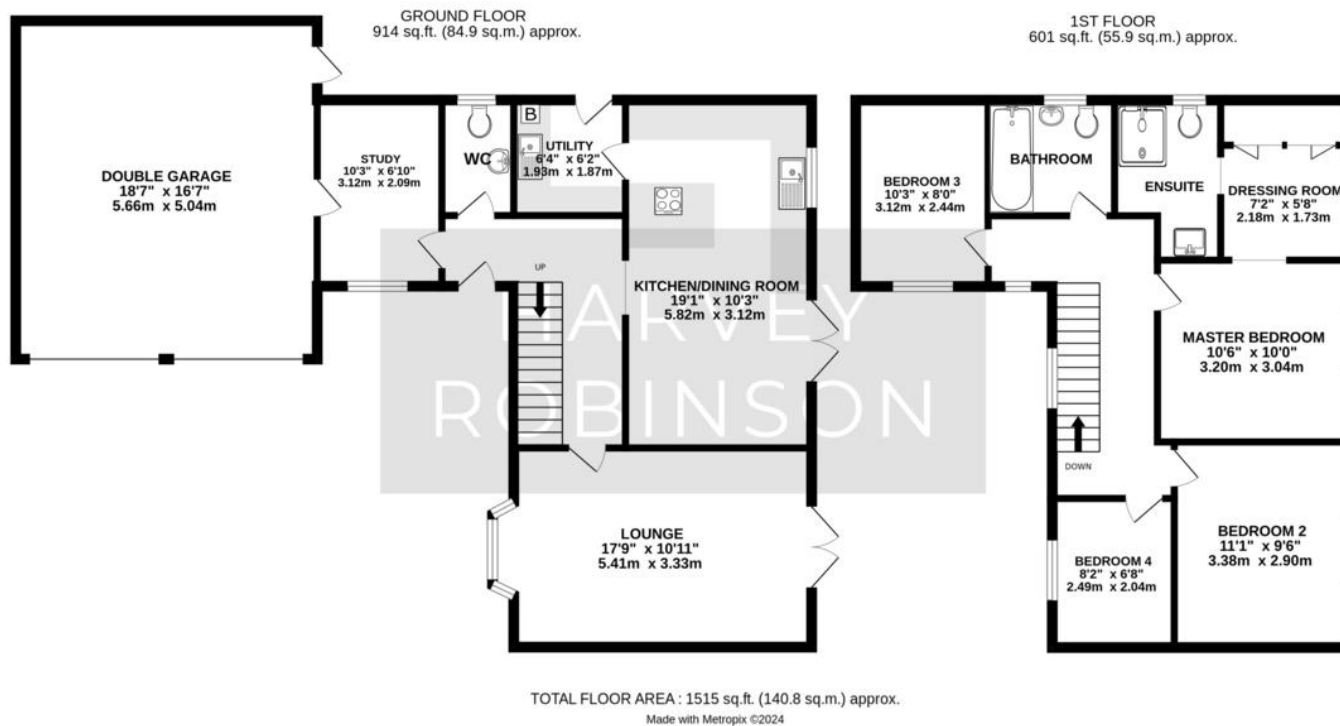 GROUND FLOOR
914 sq.ft. (84.9 sq.m.) approx.
1ST FLOOR
601 sq.ft. (55.9 sq.m.) approx.
DOUBLE GARAGE
18'7" x 16'7"
5.66m x 5.04m
STUDY
10'3" x 6'10"
3.12m x 2.09m
WC
B
UTILITY
6'4" x 6'2"
1.93m x 1.87m
UP
KITCHEN/DINING ROOM
19'1" x 10'3"
5.82m x 3.12m
LOUNGE
17'9" x 10'11"
5.41m x 3.33m
HARVEY
ROBINSON
BEDROOM 3
10'3" x 8'0"
3.12m x 2.44m
BATHROOM
ENSUITE
DRESSING ROOM
7'2" x 5'8"
2.18m x 1.73m
MASTER BEDROOM
10'6" x 10'0"
3.20m x 3.04m
DOWN
BEDROOM 2
11'1" x 9'6"
3.38m x 2.90m
BEDROOM 4
8'2" x 6'8"
2.49m x 2.04m
TOTAL FLOOR AREA : 1515 sq.ft. (140.8 sq.m.) approx.
Made with Metropix ©2024